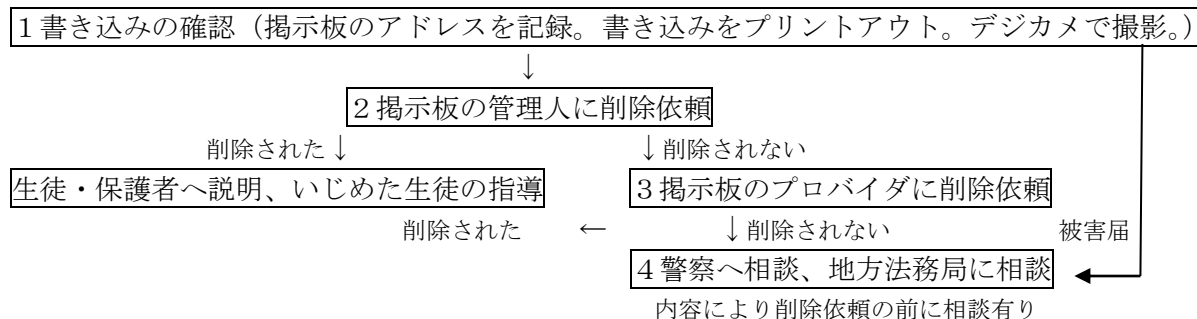 １書き込みの確認（掲示板のアドレスを記録。書き込みをプリントアウト。デジカメで撮影。）
↓
２掲示板の管理人に削除依頼
削除された↓　↓削除されない
生徒・保護者へ説明、いじめた生徒の指導　３掲示板のプロバイダに削除依頼
削除された　←　↓削除されない　被害届
４警察へ相談、地方法務局に相談
内容により削除依頼の前に相談有り